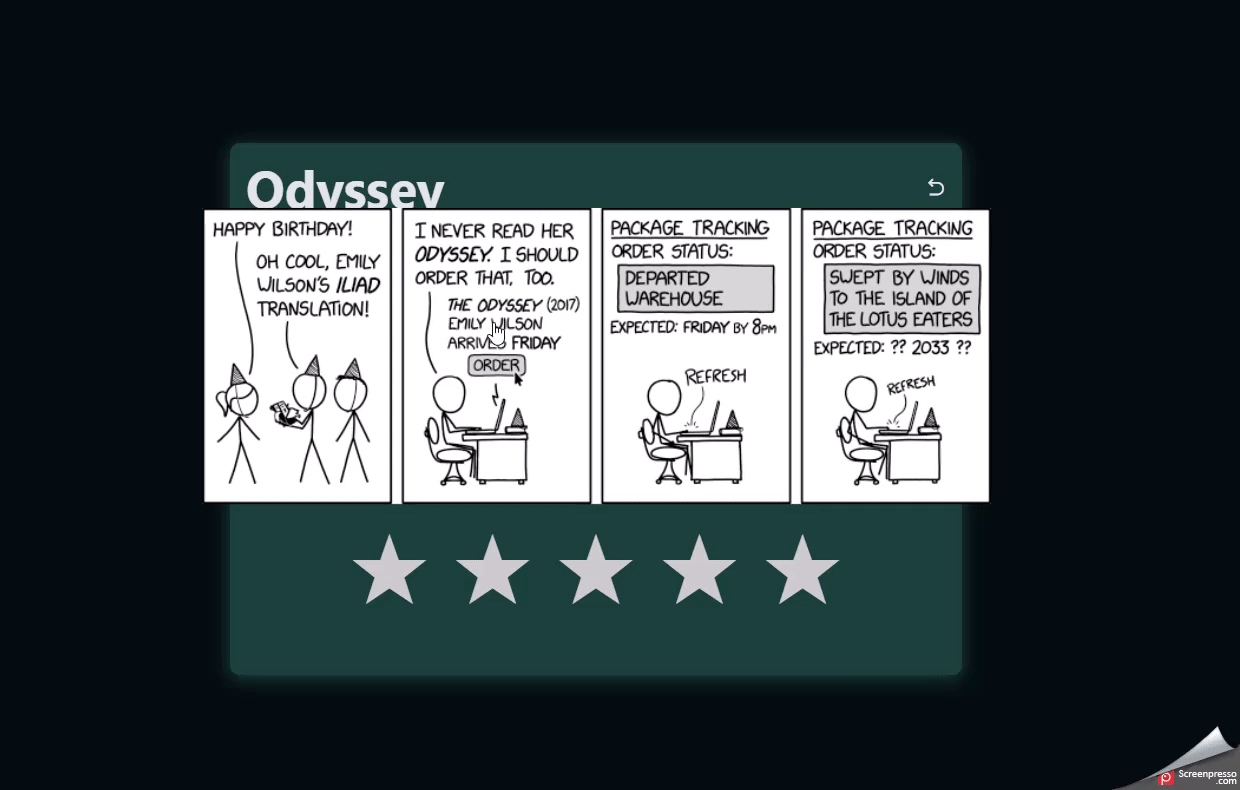 Odyssey
HAPPY BIRTHDAY!
OH COOL, EMILY
WILSON'S ILIAD
TRANSLATION!
I NEVER READ HER
ODYSSEY. I SHOULD
ORDER THAT, TOO.
THE ODYSSEY (2017)
EMILY WILSON
ARRIVES FRIDAY
ORDER
PACKAGE TRACKING
ORDER STATUS:
DEPARTED
WAREHOUSE
EXPECTED: FRIDAY BY 8PM
REFRESH
PACKAGE TRACKING
ORDER STATUS:
SWEPT BY WINDS
TO THE ISLAND OF
THE LOTUS EATERS
EXPECTED: ?? 2033 ??
REFRESH
Screenpresso
.com